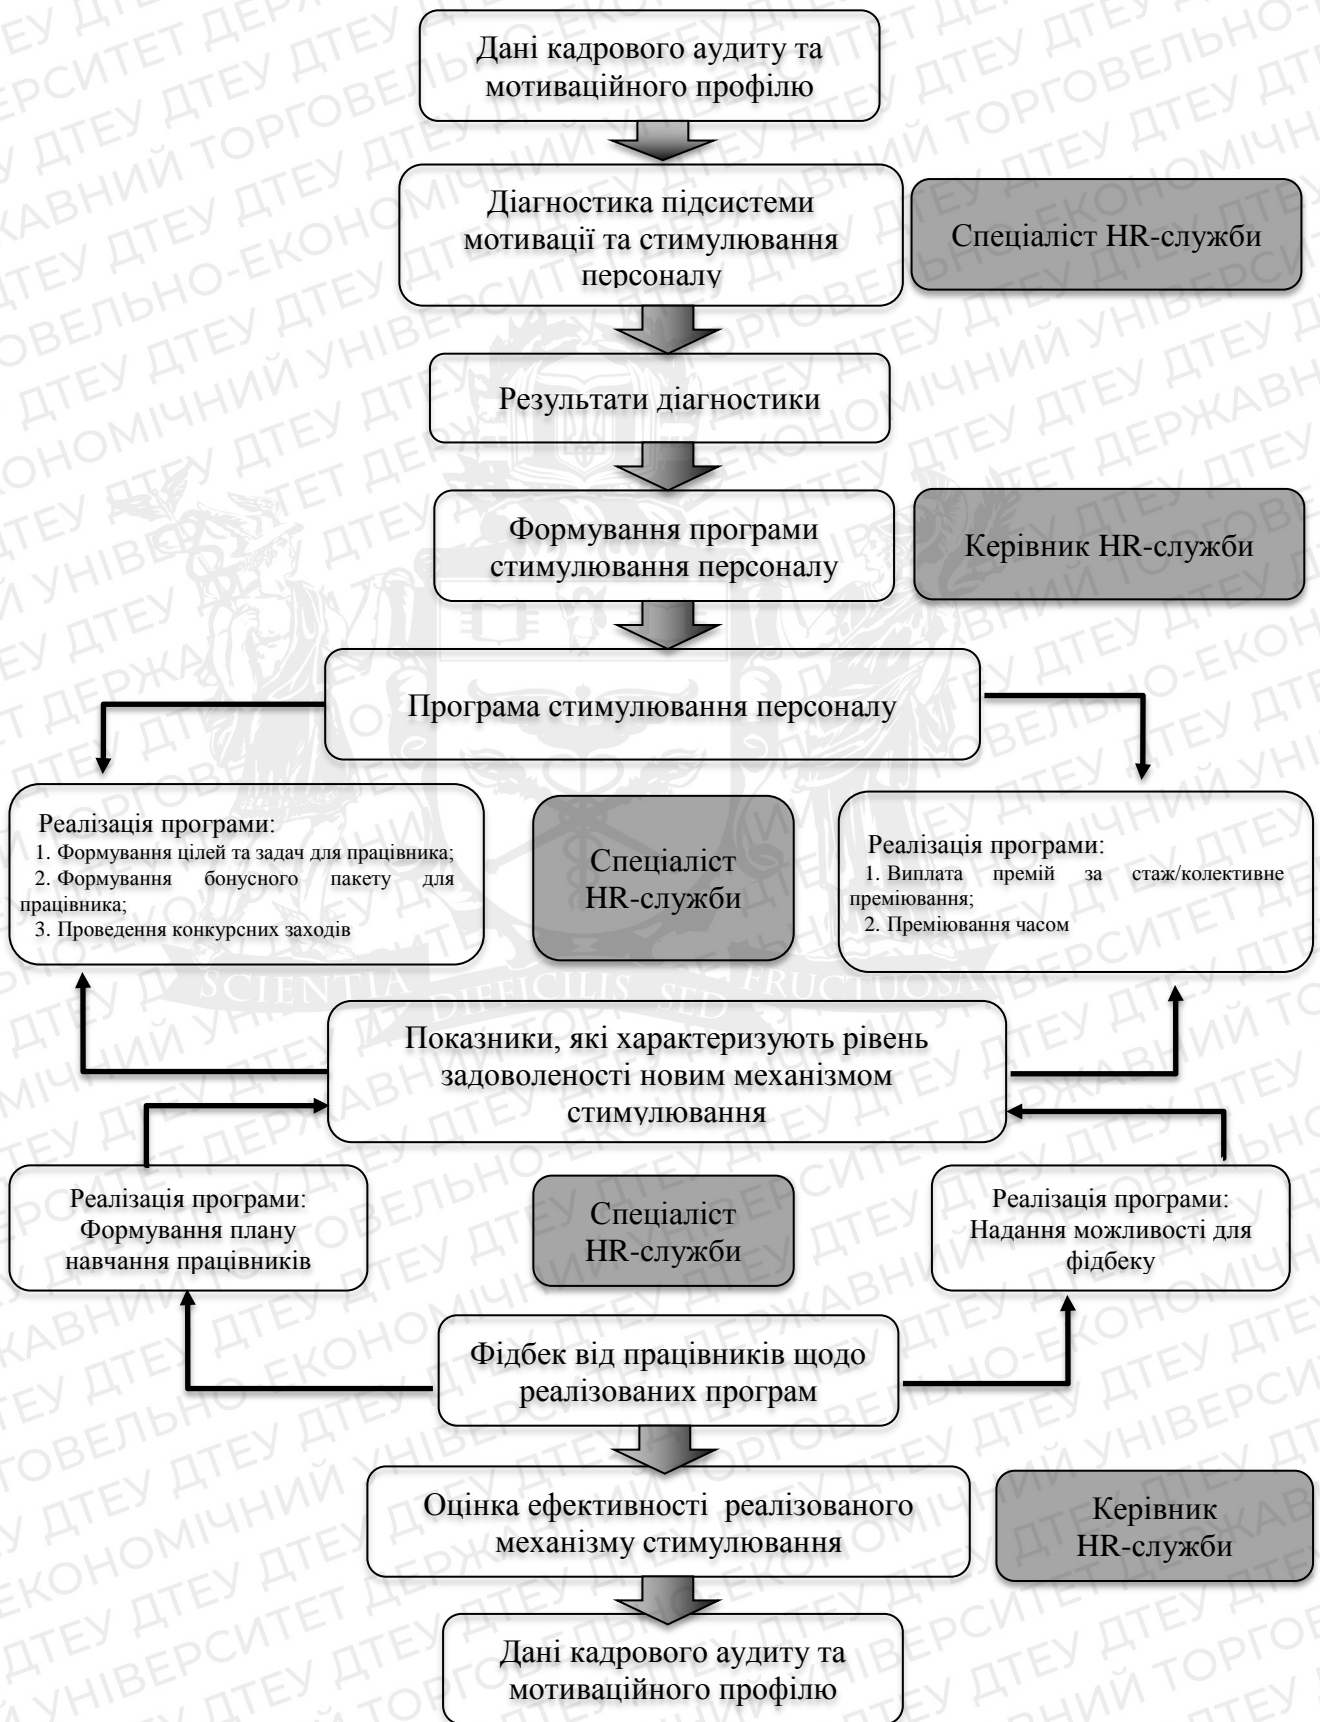 Дані кадрового аудиту та
мотиваційного профілю
Діагностика підсистеми
мотивації та стимулювання
персоналу
Спеціаліст HR-служби
Результати діагностики
Формування програми
стимулювання персоналу
Керівник HR-служби
Програма стимулювання персоналу
Реалізація програми:
1. Формування цілей та задач для працівника;
2. Формування бонусного пакету для
працівника;
3. Проведення конкурсних заходів
Спеціаліст
HR-служби
Реалізація програми:
1. Виплата премій за стаж/колективне
преміювання;
2. Преміювання часом
SCIENTIA DIFFICILIS SED FRUCTUOSA
Показники, які характеризують рівень
задоволеності новим механізмом
стимулювання
Реалізація програми:
Формування плану
навчання працівників
Спеціаліст
HR-служби
Реалізація програми:
Надання можливості для
фідбеку
Фідбек від працівників щодо
реалізованих програм
Оцінка ефективності реалізованого
механізму стимулювання
Керівник
HR-служби
Дані кадрового аудиту та
мотиваційного профілю